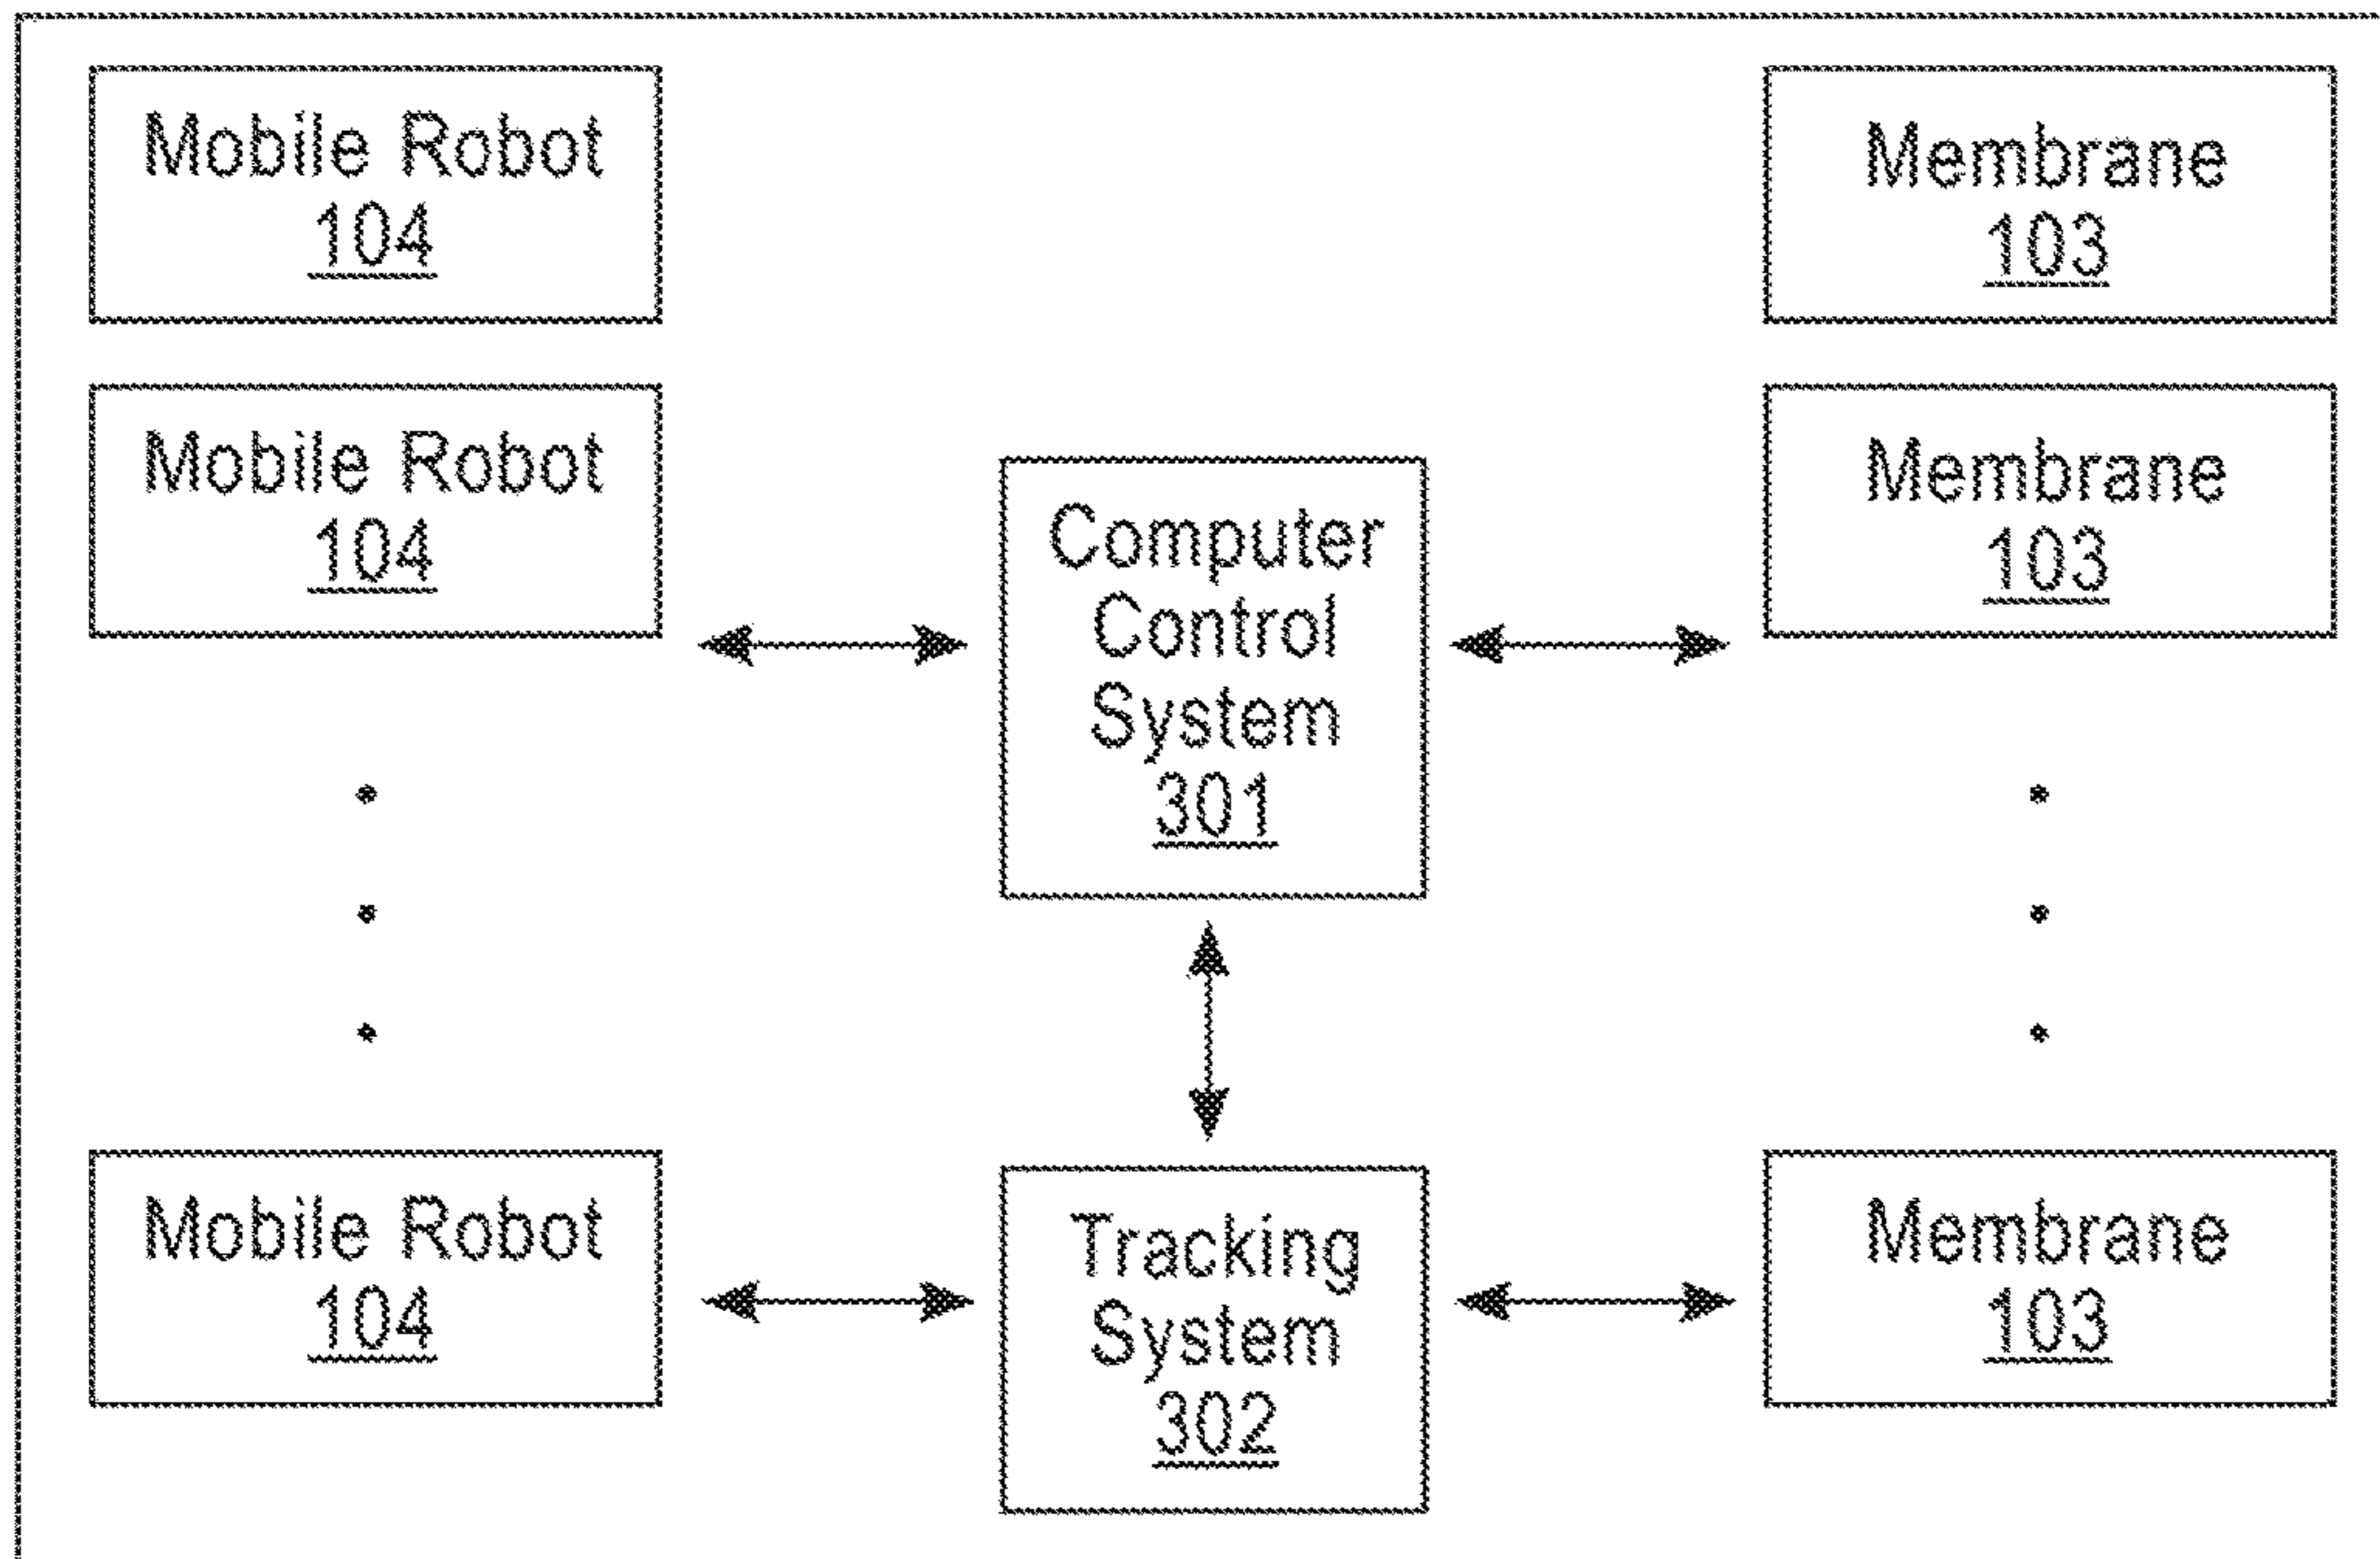 Mobile Robot
104
Membrane
103
Mobile Robot
104
Computer
Control
System
301
Membrane
103
Mobile Robot
104
Tracking
System
302
Membrane
103